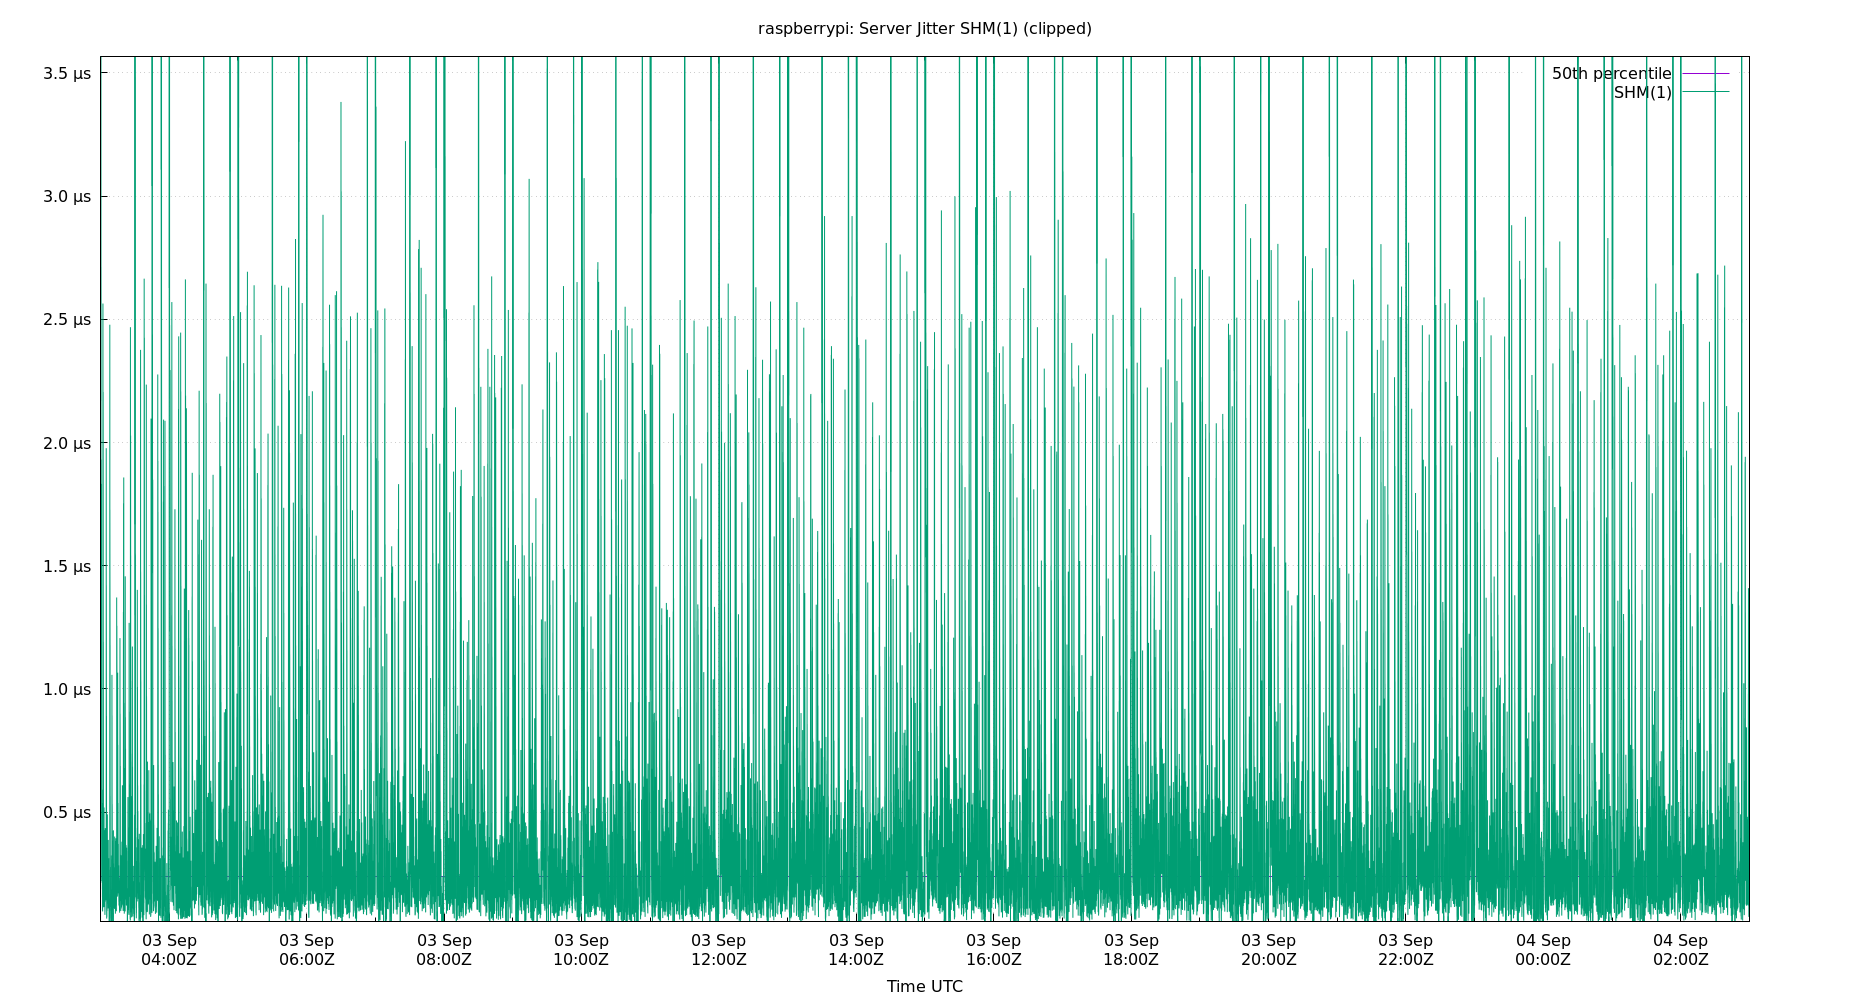 raspberrypi: Server Jitter SHM(1) (clipped)
3.5 µs
3.0 µs
2.5 µs
2.0 µs
1.5 µs
1.0 µs
0.5 µs
50th percentile
SHM(1)
03 Sep
04:00Z
03 Sep
06:00Z
03 Sep
08:00Z
03 Sep
10:00Z
03 Sep
12:00Z
03 Sep
14:00Z
03 Sep
16:00Z
03 Sep
18:00Z
03 Sep
20:00Z
03 Sep
22:00Z
04 Sep
00:00Z
04 Sep
02:00Z
Time UTC